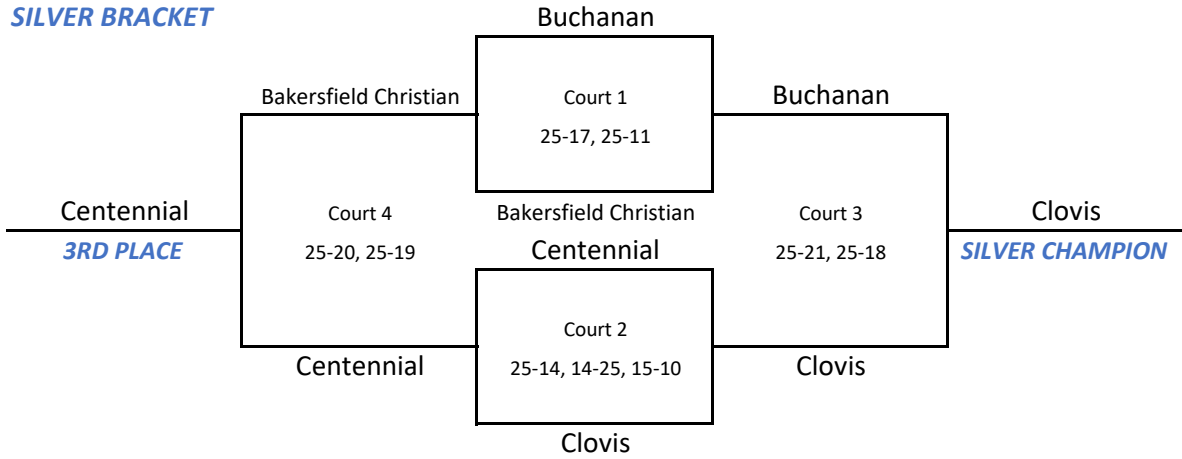 SILVER BRACKET
Buchanan
Bakersfield Christian
Court 1
Buchanan
25-17, 25-11
Centennial
Court 4
Bakersfield Christian
Court 3
Clovis
3RD PLACE
25-20, 25-19
Centennial
25-21, 25-18
SILVER CHAMPION
Court 2
Centennial
25-14, 14-25, 15-10
Clovis
Clovis